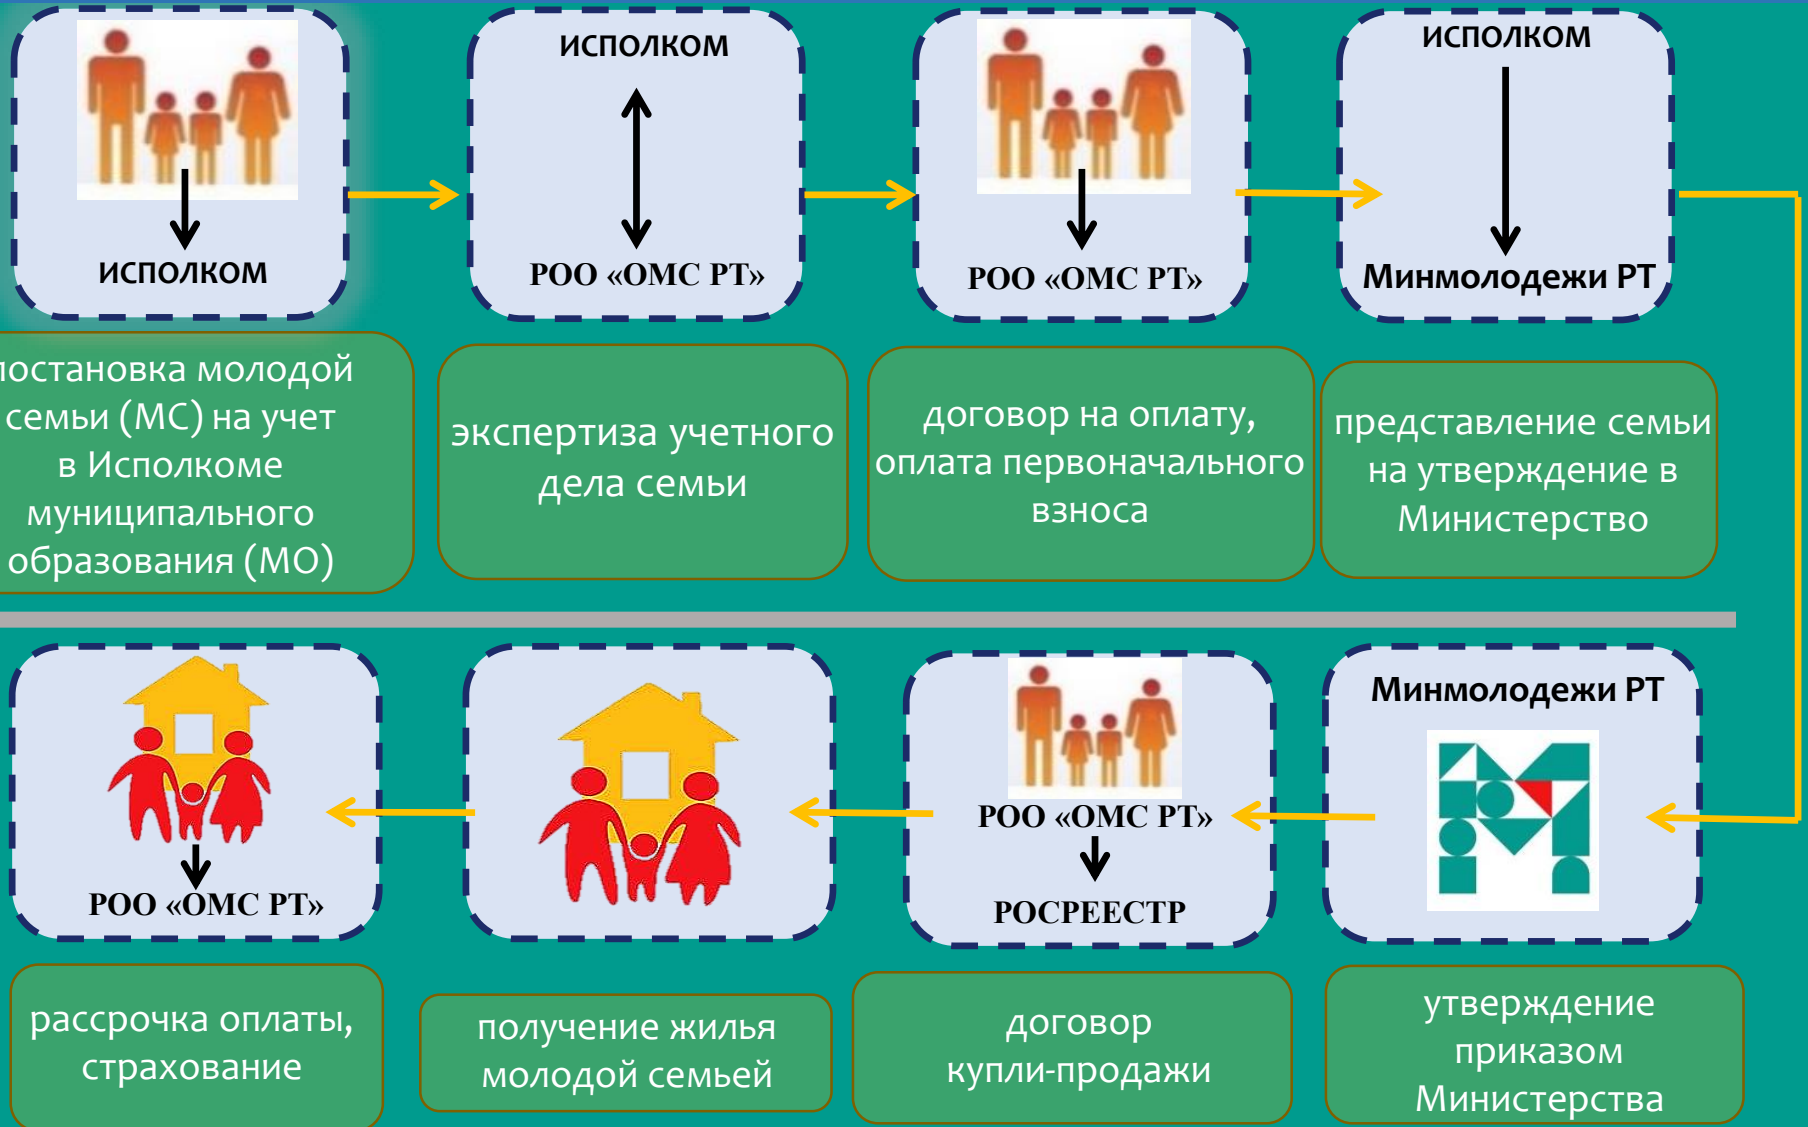 ИСПОЛКОМ
постановка молодой
семьи (МС) на учет
в Исполкоме
муниципального
образования (МО)
ИСПОЛКОМ
РОО «ОМС РТ»
экспертиза учетного
дела семьи
РОО «ОМС РТ»
договор на оплату,
оплата первоначального
взноса
ИСПОЛКОМ
Минмолодежи РТ
представление семьи
на утверждение в
Министерство
Минмолодежи РТ
утверждение
приказом
Министерства
РОО «ОМС РТ»
РОСРЕЕСТР
договор
купли-продажи
получение жилья
молодой семьей
РОО «ОМС РТ»
рассрочка оплаты,
страхование